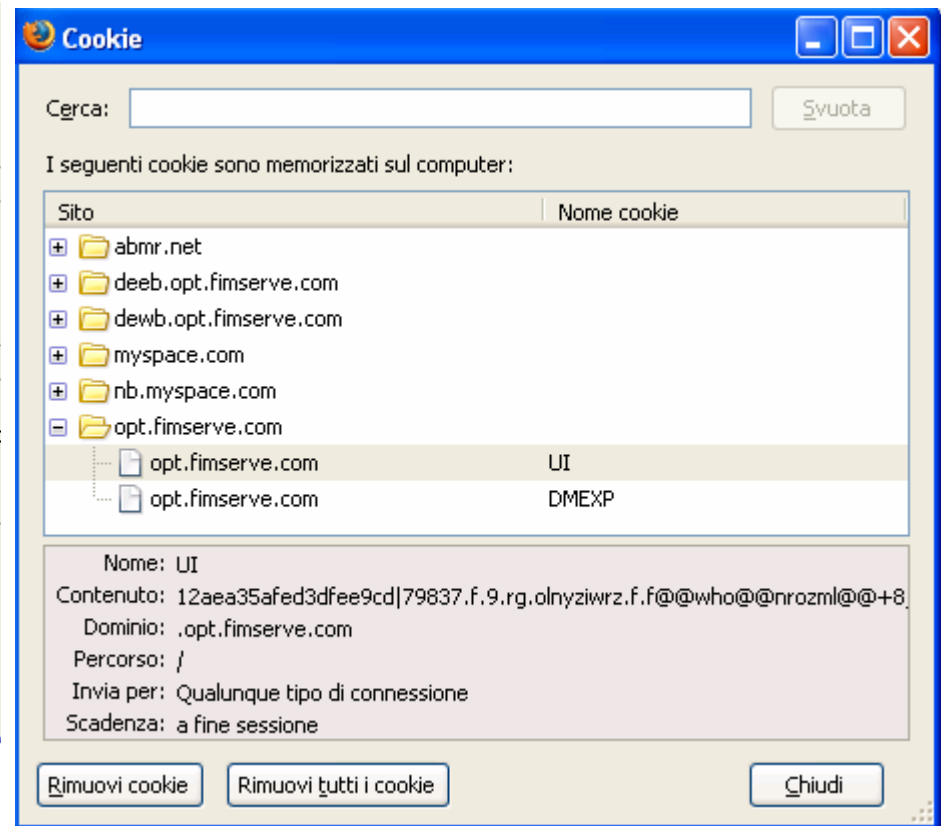 Cookie
Cerca: Svuota
I seguenti cookie sono memorizzati sul computer:
Sito Nome cookie
abmr.net
deeb.opt.fimserve.com
dewb.opt.fimserve.com
myspace.com
nb.myspace.com
opt.fimserve.com
opt.fimserve.com UI
opt.fimserve.com DMEXP
Nome: UI
Contenuto: 12aea35afed3dfee9cd|79837.f.9.rg.olnyziwrz.f.f@@who@@nrozml@@+8_
Dominio: .opt.fimserve.com
Percorso: /
Invia per: Qualunque tipo di connessione
Scadenza: a fine sessione
Rimuovi cookie Rimuovi tutti i cookie Chiudi